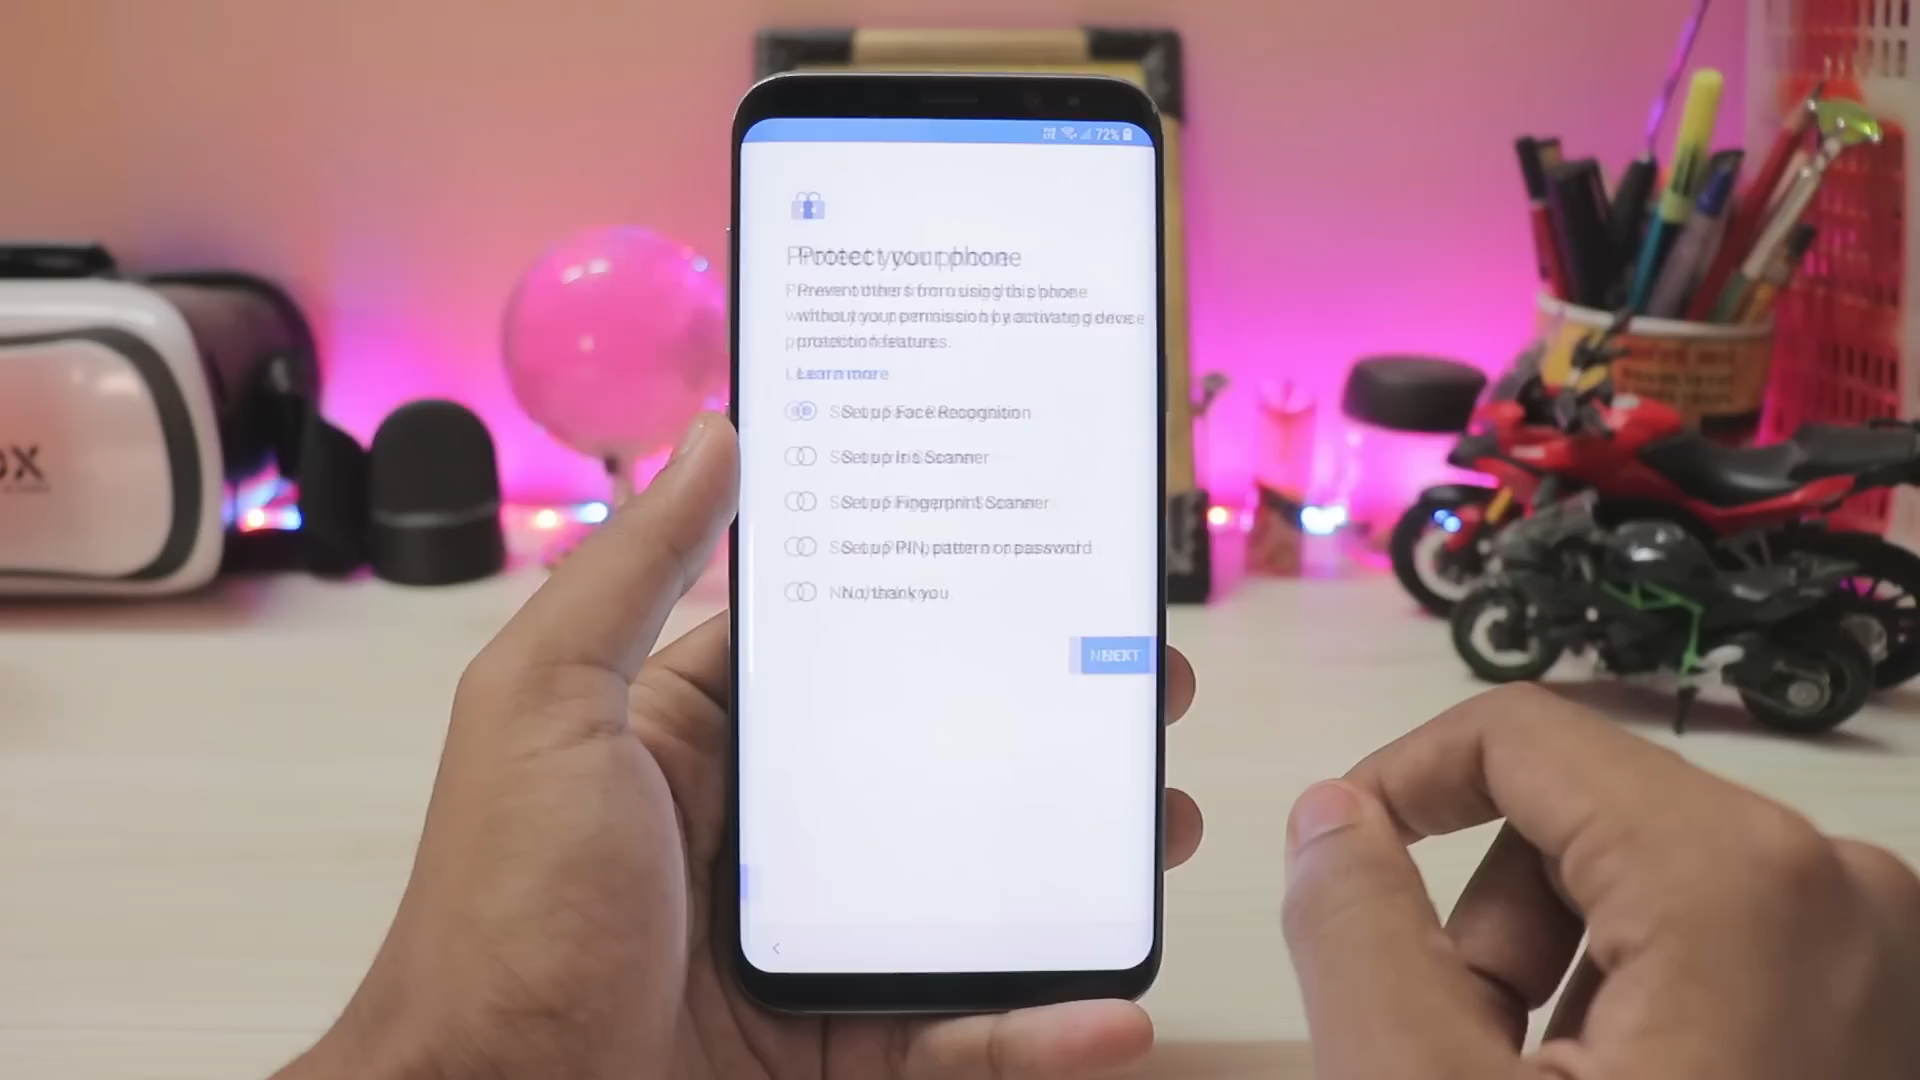 72%
Protect your phone
Prevent others from using this phone
without your permission by activating device
protection features.
Learn more
Set up Face Recognition
Set up Iris Scanner
Set up Fingerprint Scanner
Set up PIN, pattern or password
No, thank you
NEXT